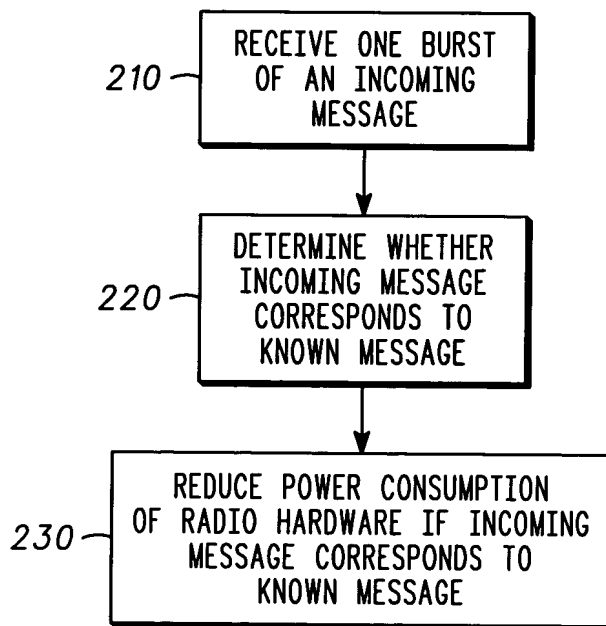 210
RECEIVE ONE BURST
OF AN INCOMING
MESSAGE
220
DETERMINE WHETHER
INCOMING MESSAGE
CORRESPONDS TO
KNOWN MESSAGE
230
REDUCE POWER CONSUMPTION
OF RADIO HARDWARE IF INCOMING
MESSAGE CORRESPONDS TO
KNOWN MESSAGE